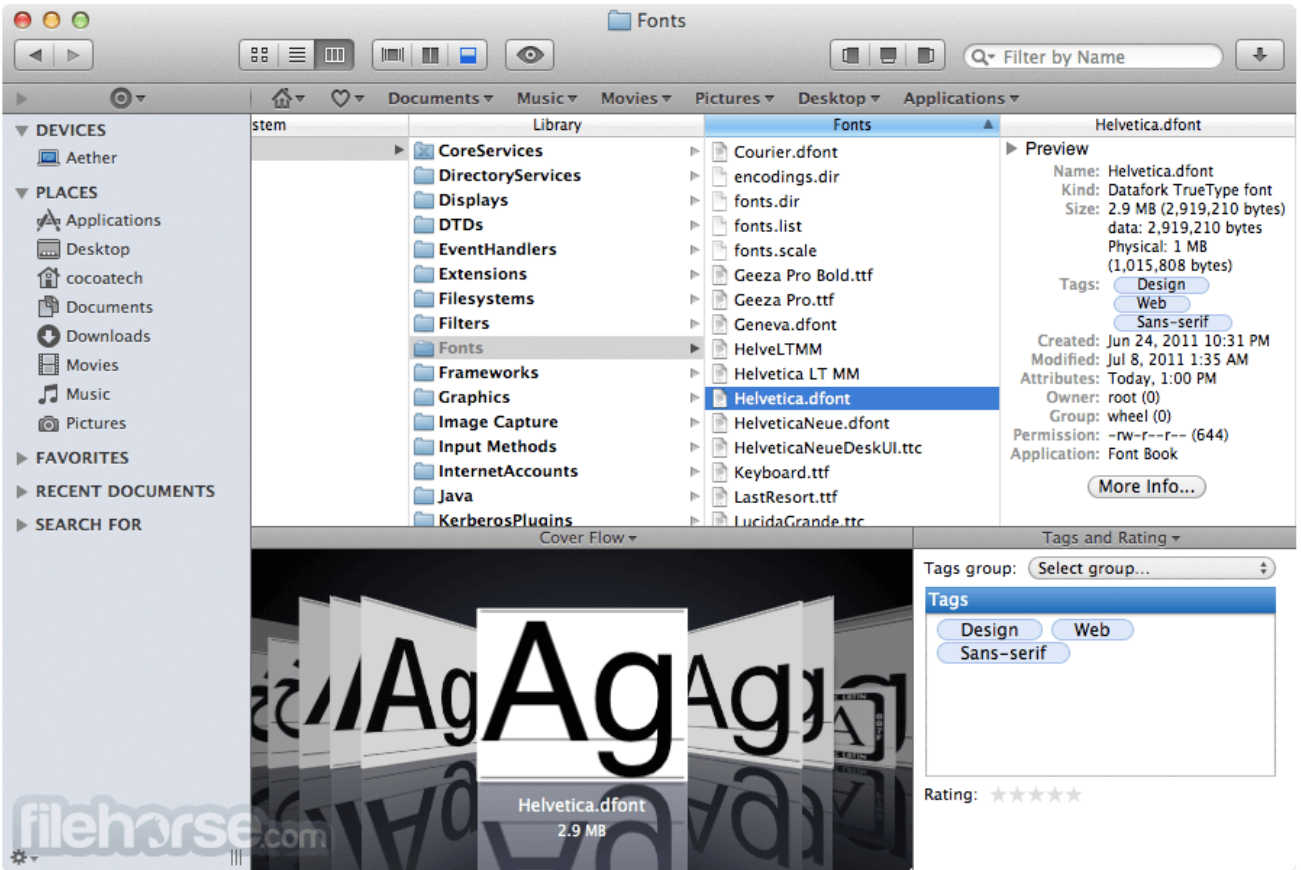 Fonts
Filter by Name
Documents Music Movies Pictures Desktop Applications
DEVICES
Aether
PLACES
Applications
Desktop
cocoatech
Documents
Downloads
Movies
Music
Pictures
FAVORITES
RECENT DOCUMENTS
SEARCH FOR
stem
Library
CoreServices
DirectoryServices
Displays
DTDs
EventHandlers
Extensions
Filesystems
Filters
Fonts
Frameworks
Graphics
Image Capture
Input Methods
InternetAccounts
Java
KerberosPlugins
Fonts
Courier.dfont
encodings.dir
fonts.dir
fonts.list
fonts.scale
Geeza Pro Bold.ttf
Geeza Pro.ttf
Geneva.dfont
HelveLTMM
Helvetica LT MM
Helvetica.dfont
HelveticaNeue.dfont
HelveticaNeueDeskUI.ttc
Keyboard.ttf
LastResort.ttf
LucidaGrande.ttc
Helvetica.dfont
Preview
Name: Helvetica.dfont
Kind: Datafork TrueType font
Size: 2.9 MB (2,919,210 bytes)
data: 2,919,210 bytes
Physical: 1 MB
(1,015,808 bytes)
Tags: Design
Web
Sans-serif
Created: Jun 24, 2011 10:31 PM
Modified: Jul 8, 2011 1:35 AM
Attributes: Today, 1:00 PM
Owner: root (0)
Group: wheel (0)
Permission: -rw-r--r-- (644)
Application: Font Book
More Info...
Cover Flow
Ag Ag Ag
Helvetica.dfont
2.9 MB
Tags and Rating
Tags group: Select group...
Tags
Design Web
Sans-serif
Rating:
filehorse.com